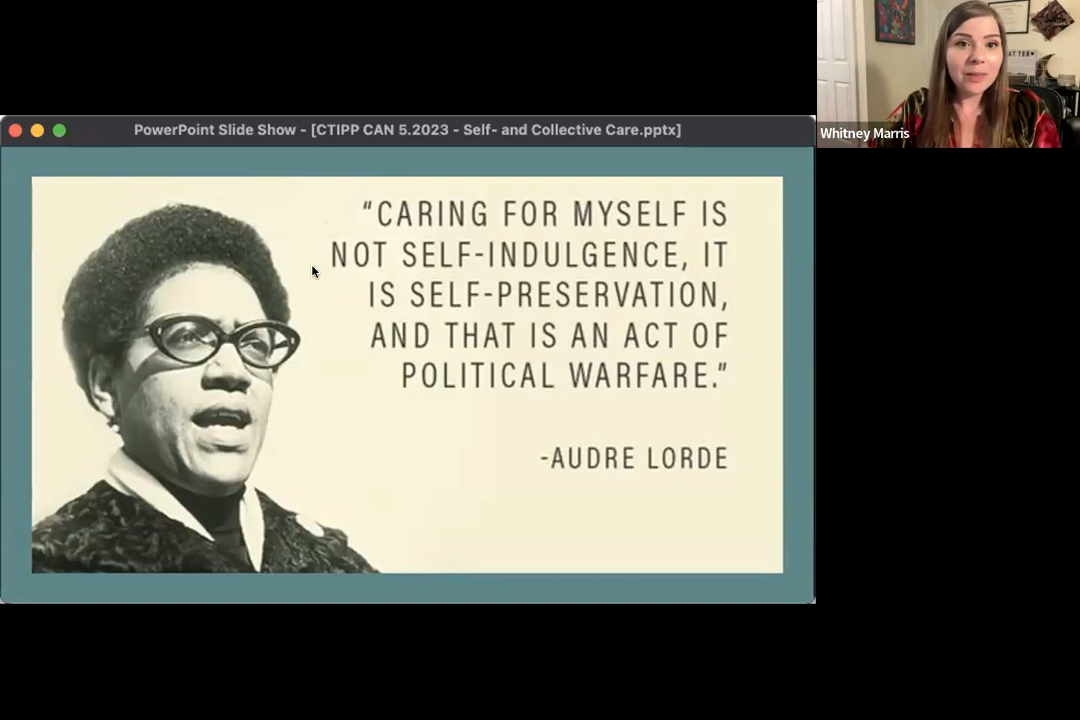 PowerPoint Slide Show - [CTIPP CAN 5.2023 - Self- and Collective Care.pptx]
"CARING FOR MYSELF IS
NOT SELF-INDULGENCE, IT
IS SELF-PRESERVATION,
AND THAT IS AN ACT OF
POLITICAL WARFARE."
-AUDRE LORDE
Whitney Marris